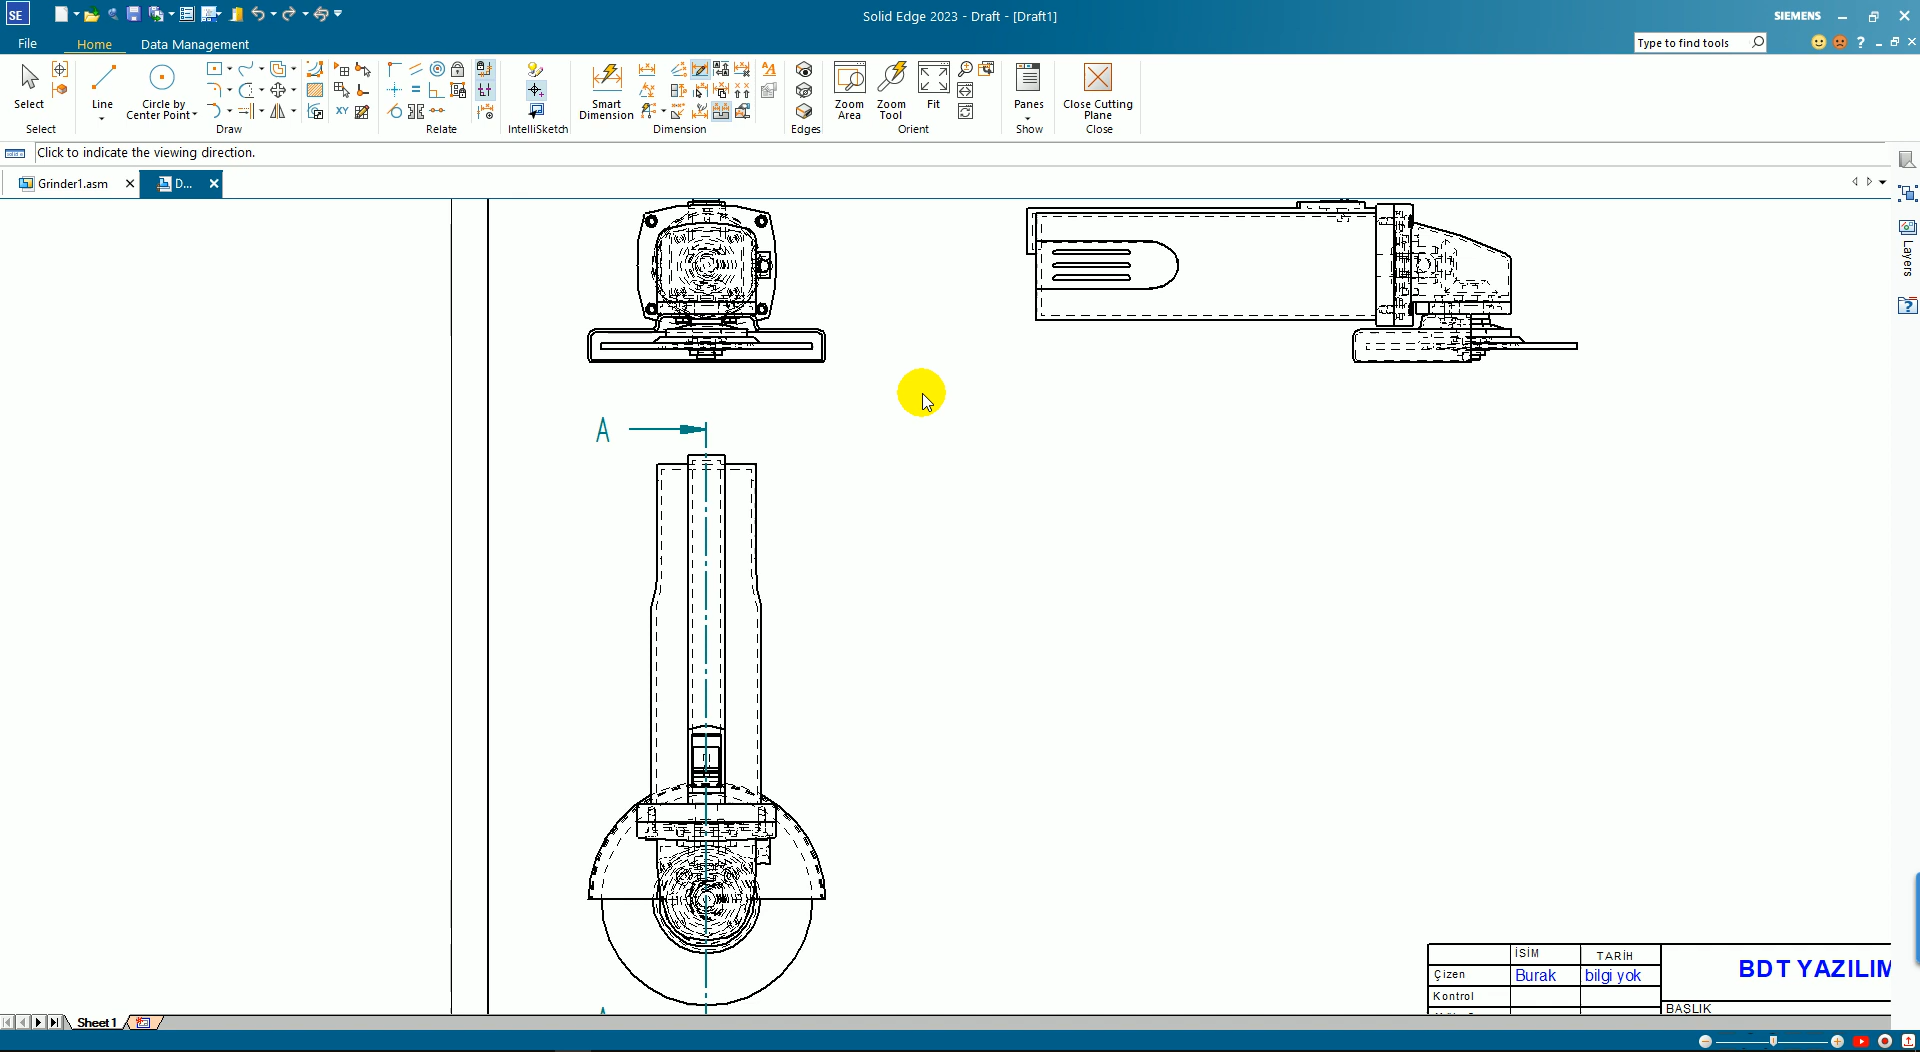 SE
Solid Edge 2023 - Draft - [Draft1]
SIEMENS
File
Home
Data Management
Type to find tools
Select
Line
Circle by
Center Point
XY
Smart
Dimension
Zoom
Area
Zoom
Tool
Fit
Panes
Close Cutting
Plane
Select
Draw
Relate
IntelliSketch
Dimension
Edges
Orient
Show
Close
Click to indicate the viewing direction.
Grinder1.asm
D...
Layers
A
İSİM
TARİH
Çizen
Burak
bilgi yok
BDT YAZILIM
Kontrol
BASLIK
Sheet1